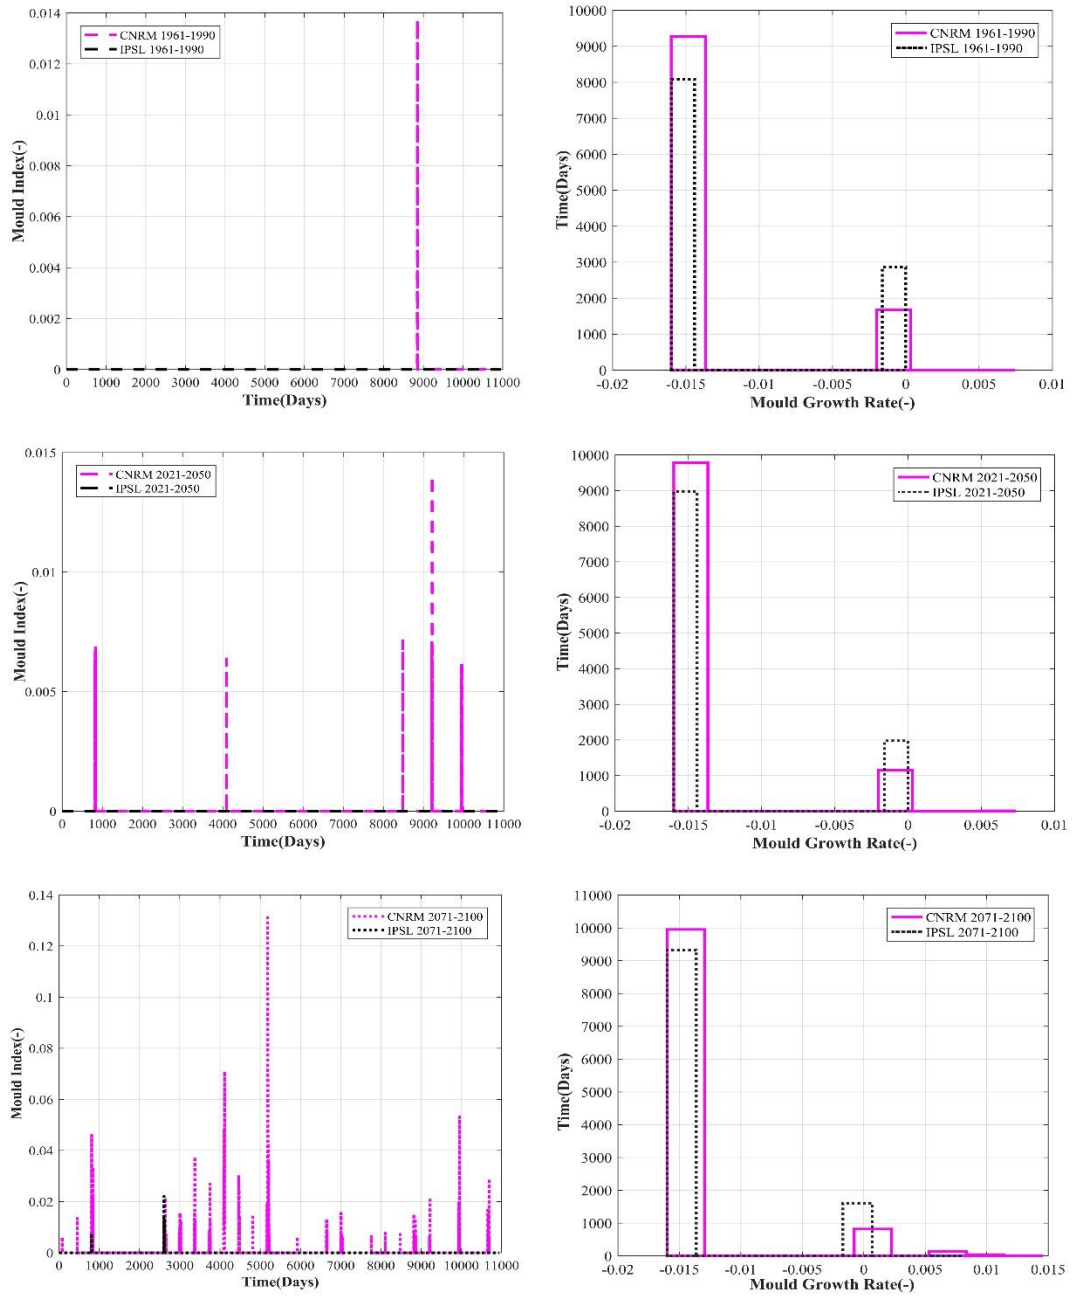 CNRM 1961-1990
IPSL 1961-1990
0.014
0.012
0.01
0.008
0.006
0.004
0.002
0
Mould Index(-)
0 1000 2000 3000 4000 5000 6000 7000 8000 9000 10000 11000
Time(Days)
CNRM 1961-1990
IPSL 1961-1990
10000
9000
8000
7000
6000
5000
4000
3000
2000
1000
0
Time(Days)
-0.02 -0.015 -0.01 -0.005 0 0.005 0.01
Mould Growth Rate(-)
CNRM 2021-2050
IPSL 2021-2050
0.015
0.01
0.005
0
Mould Index(-)
0 1000 2000 3000 4000 5000 6000 7000 8000 9000 10000 11000
Time(Days)
CNRM 2021-2050
IPSL 2021-2050
10000
9000
8000
7000
6000
5000
4000
3000
2000
1000
0
Time(Days)
-0.02 -0.015 -0.01 -0.005 0 0.005 0.01
Mould Growth Rate(-)
CNRM 2071-2100
IPSL 2071-2100
0.14
0.12
0.1
0.08
0.06
0.04
0.02
0
Mould Index(-)
0 1000 2000 3000 4000 5000 6000 7000 8000 9000 10000 11000
Time(Days)
CNRM 2071-2100
IPSL 2071-2100
11000
10000
9000
8000
7000
6000
5000
4000
3000
2000
1000
0
Time(Days)
-0.02 -0.015 -0.01 -0.005 0 0.005 0.01 0.015
Mould Growth Rate(-)